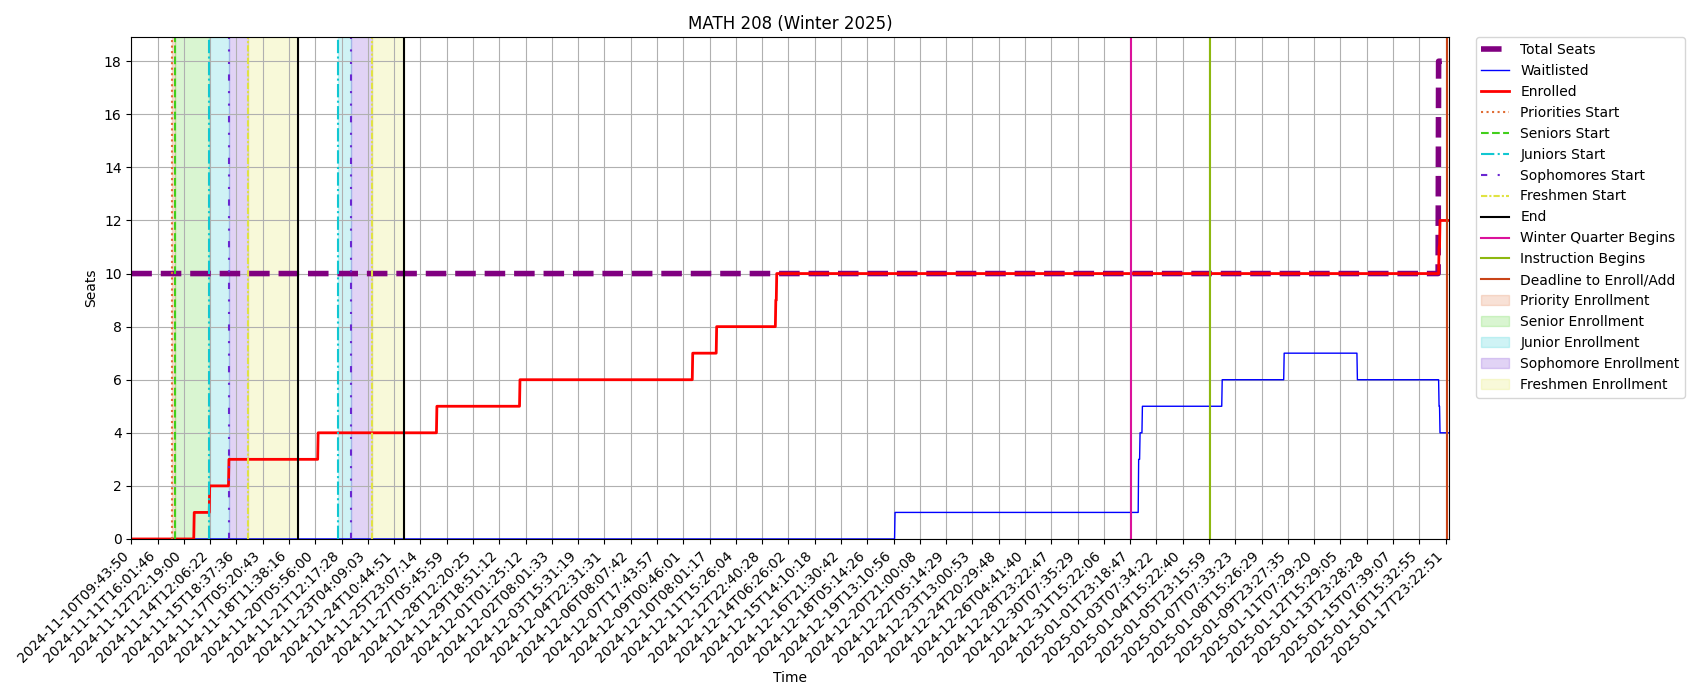 MATH 208 (Winter 2025)
18
16
14
12
10
8
6
4
2
0
Seats
2024-11-10T09:43:50
2024-11-11T16:01:46
2024-11-12T22:19:00
2024-11-14T12:06:22
2024-11-15T18:37:36
2024-11-17T05:20:43
2024-11-18T11:38:16
2024-11-20T05:56:00
2024-11-21T12:17:28
2024-11-23T04:09:03
2024-11-24T10:44:51
2024-11-25T23:07:14
2024-11-27T05:45:59
2024-11-28T12:20:25
2024-11-29T18:51:12
2024-12-01T01:25:12
2024-12-02T08:01:33
2024-12-03T15:31:19
2024-12-04T22:31:31
2024-12-06T08:07:42
2024-12-07T17:43:57
2024-12-09T00:46:01
2024-12-10T08:01:17
2024-12-11T15:26:04
2024-12-12T22:40:28
2024-12-14T06:26:02
2024-12-15T14:10:18
2024-12-16T21:30:42
2024-12-18T05:14:26
2024-12-19T13:10:56
2024-12-20T21:00:08
2024-12-22T05:14:29
2024-12-23T13:00:53
2024-12-24T20:29:48
2024-12-26T04:41:40
2024-12-28T23:22:47
2024-12-30T07:35:29
2024-12-31T15:22:06
2025-01-01T23:18:47
2025-01-03T07:34:22
2025-01-04T15:22:40
2025-01-05T23:15:59
2025-01-07T07:33:23
2025-01-08T15:26:29
2025-01-09T23:27:35
2025-01-11T07:29:20
2025-01-12T15:29:05
2025-01-13T23:28:28
2025-01-15T07:39:07
2025-01-16T15:32:55
2025-01-17T23:22:51
Time
Total Seats
Waitlisted
Enrolled
Priorities Start
Seniors Start
Juniors Start
Sophomores Start
Freshmen Start
End
Winter Quarter Begins
Instruction Begins
Deadline to Enroll/Add
Priority Enrollment
Senior Enrollment
Junior Enrollment
Sophomore Enrollment
Freshmen Enrollment